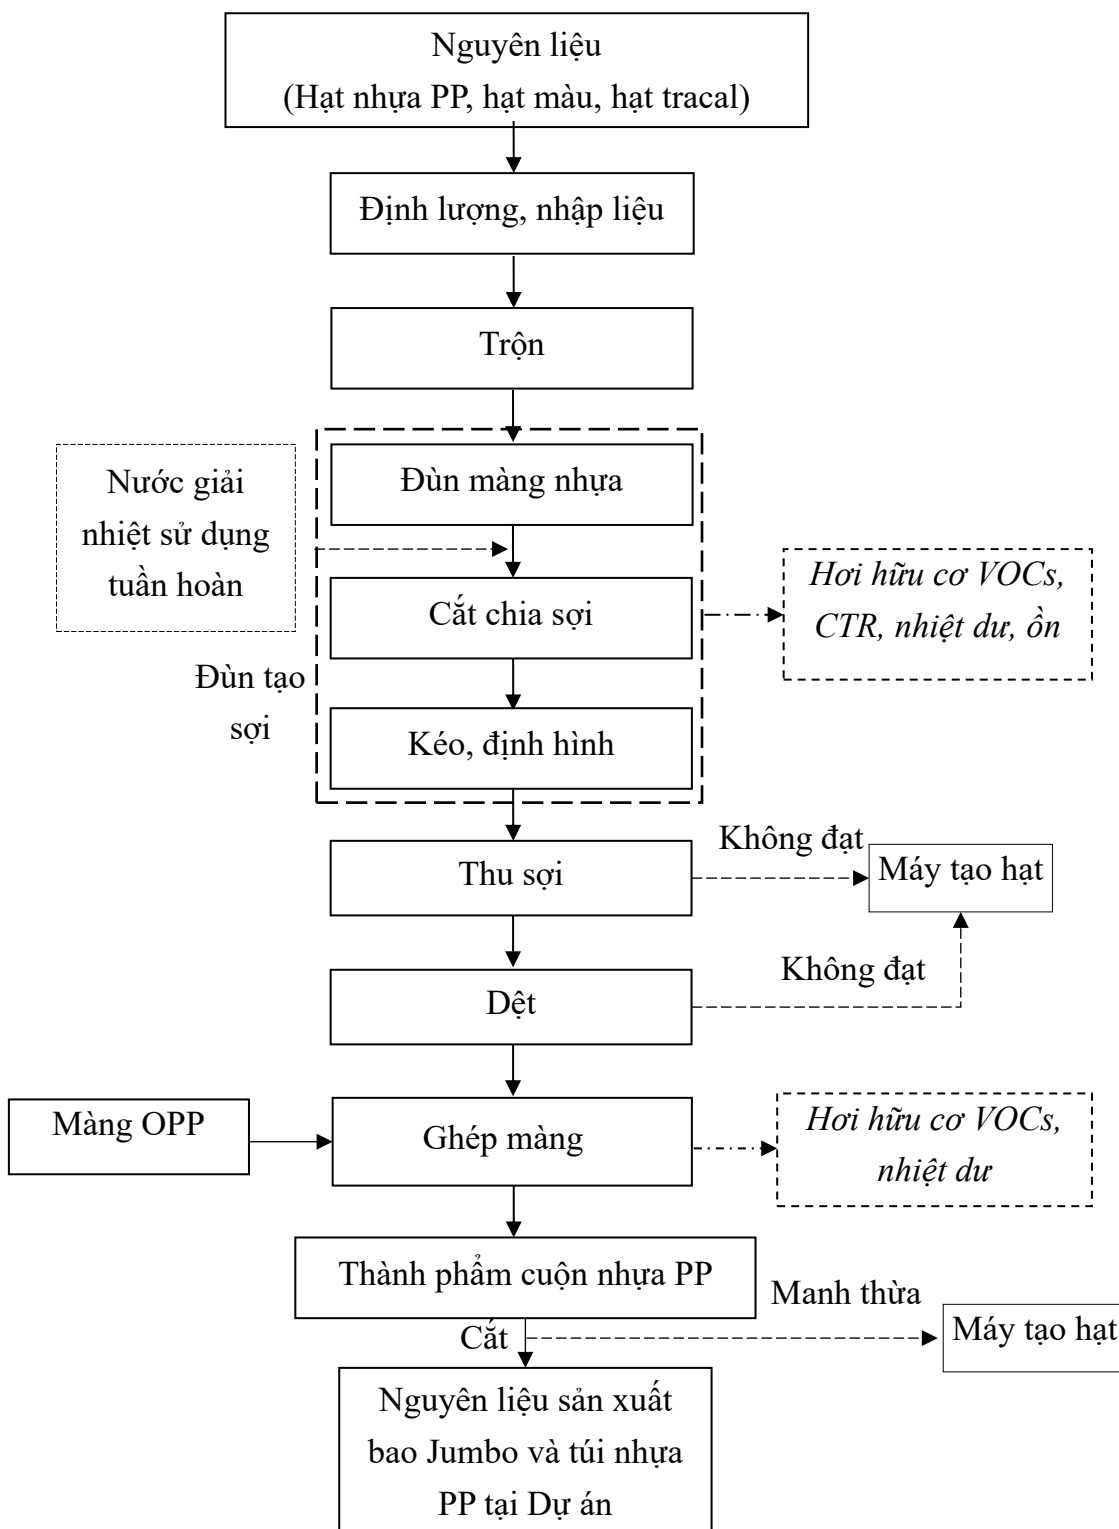 Nguyên liệu
(Hạt nhựa PP, hạt màu, hạt tracal)
Định lượng, nhập liệu
Trộn
Đùn màng nhựa
Nước giải
nhiệt sử dụng
tuần hoàn
Cắt chia sợi
Hơi hữu cơ VOCs,
CTR, nhiệt dư, ồn
Đùn tạo
sợi
Kéo, định hình
Thu sợi
Không đạt
Máy tạo hạt
Dệt
Không đạt
Màng OPP
Ghép màng
Hơi hữu cơ VOCs,
nhiệt dư
Thành phẩm cuộn nhựa PP
Manh thừa
Cắt
Máy tạo hạt
Nguyên liệu sản xuất
bao Jumbo và túi nhựa
PP tại Dự án